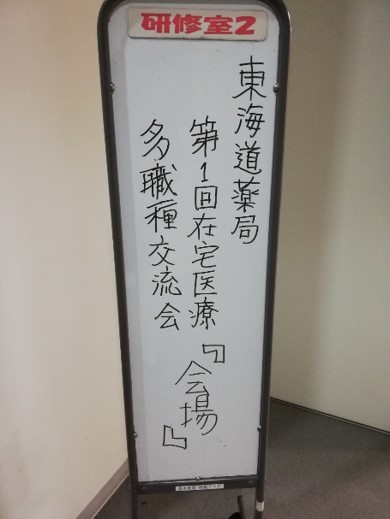 研修室2
東海道薬局
第1回在宅医療
多職種交流会
『会場』